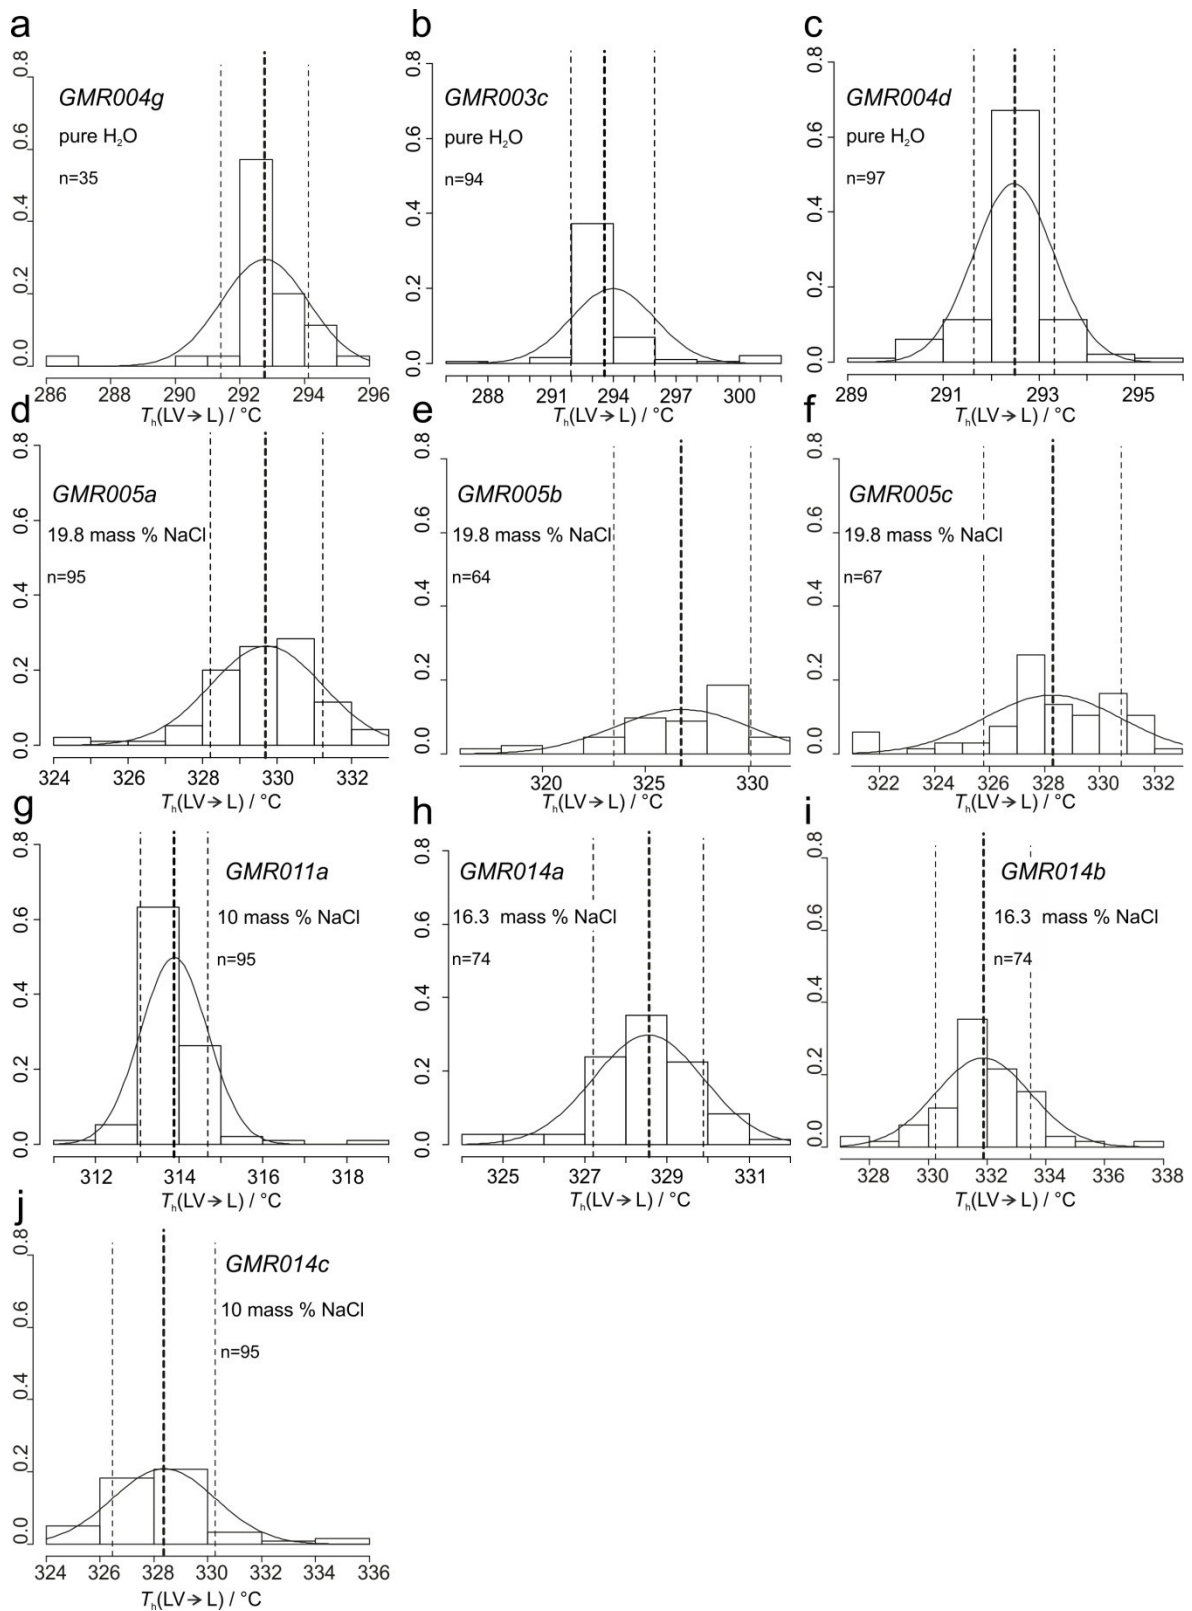 a
0.8
0.6
0.4
0.2
0.0
GMR004g
pure H₂O
n=35
286
290
292
294
296
Tₕ(LV→L) / °C
b
0.8
0.6
0.4
0.2
0.0
GMR003c
pure H₂O
n=94
288
291
294
297
300
Tₕ(LV→L) / °C
c
0.8
0.6
0.4
0.2
0.0
GMR004d
pure H₂O
n=97
289
291
293
295
Tₕ(LV→L) / °C
d
0.8
0.6
0.4
0.2
0.0
GMR005a
19.8 mass % NaCl
n=95
324
326
328
330
332
Tₕ(LV→L) / °C
e
0.8
0.6
0.4
0.2
0.0
GMR005b
19.8 mass % NaCl
n=64
320
326
330
Tₕ(LV→L) / °C
f
0.8
0.6
0.4
0.2
0.0
GMR005c
19.8 mass % NaCl
n=67
322
324
326
328
330
332
Tₕ(LV→L) / °C
g
0.8
0.6
0.4
0.2
0.0
GMR011a
10 mass % NaCl
n=95
312
314
316
318
Tₕ(LV→L) / °C
h
0.8
0.6
0.4
0.2
0.0
GMR014a
16.3 mass % NaCl
n=74
325
327
329
331
Tₕ(LV→L) / °C
i
0.8
0.6
0.4
0.2
0.0
GMR014b
16.3 mass % NaCl
n=74
328
330
332
334
336
338
Tₕ(LV→L) / °C
j
0.8
0.6
0.4
0.2
0.0
GMR014c
10 mass % NaCl
n=95
324
326
328
330
332
334
336
Tₕ(LV→L) / °C